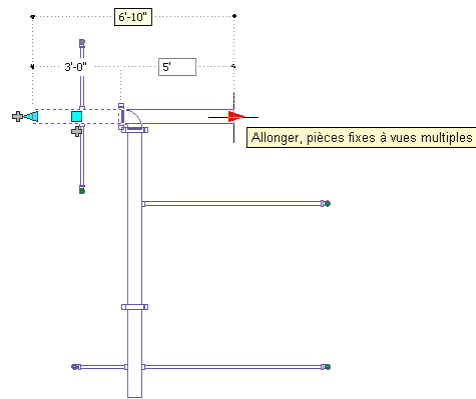 6'-10"
3'-0" 5'
Allonger, pièces fixes à vues multiples